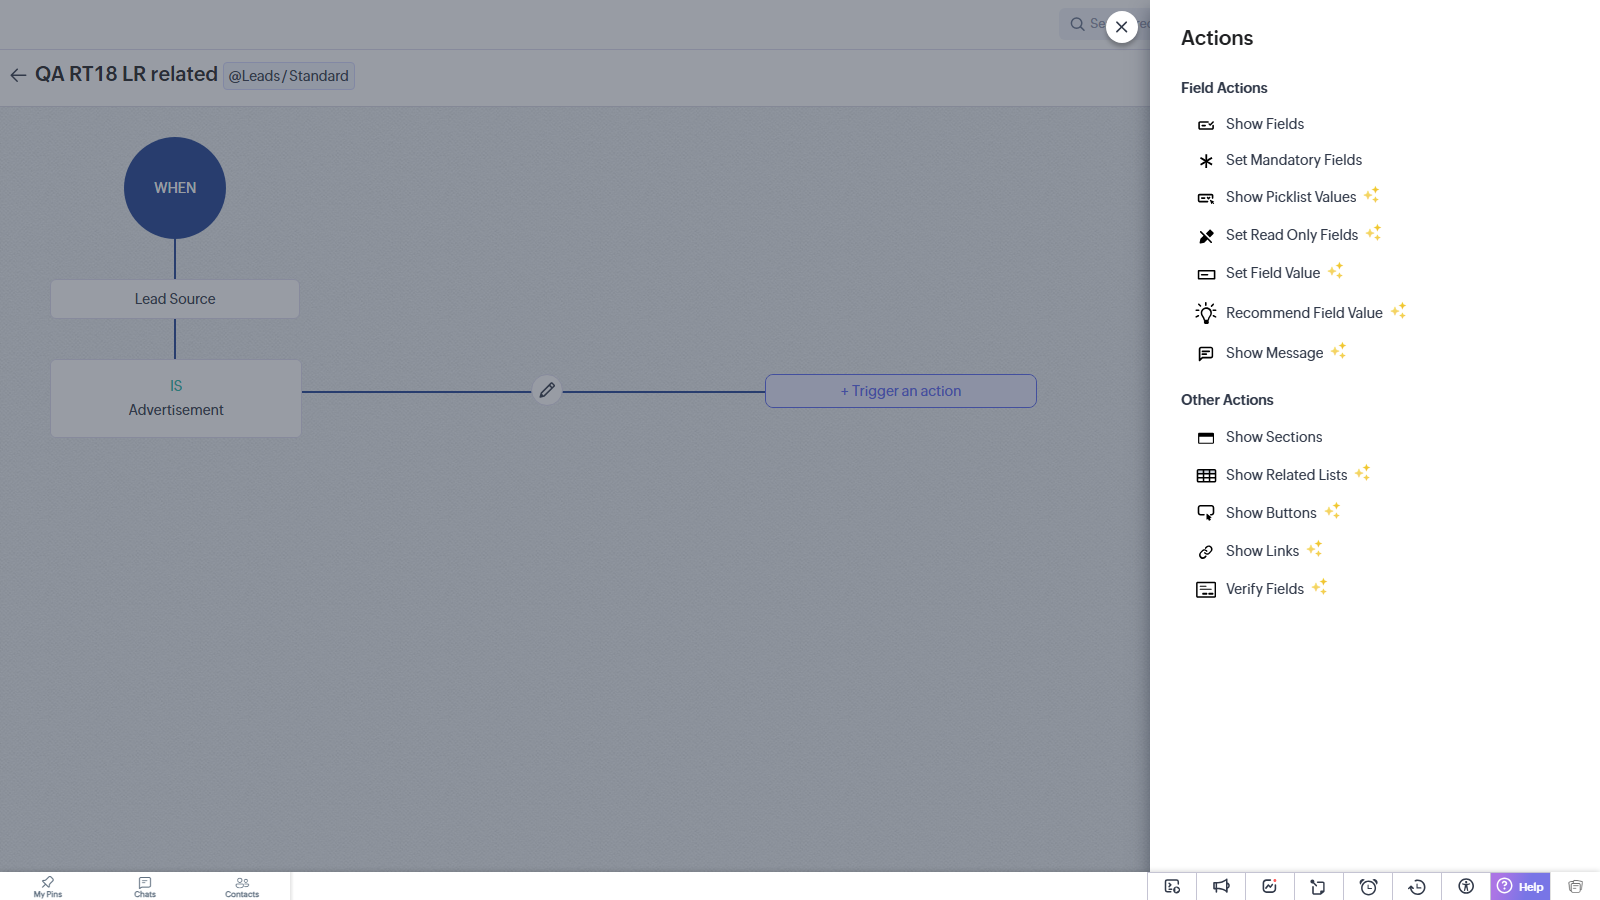 QA RT18 LR related @Leads / Standard
WHEN
Lead Source
IS
Advertisement
+ Trigger an action
Actions
Field Actions
Show Fields
Set Mandatory Fields
Show Picklist Values
Set Read Only Fields
Set Field Value
Recommend Field Value
Show Message
Other Actions
Show Sections
Show Related Lists
Show Buttons
Show Links
Verify Fields
My Pins
Chats
Contacts
Help